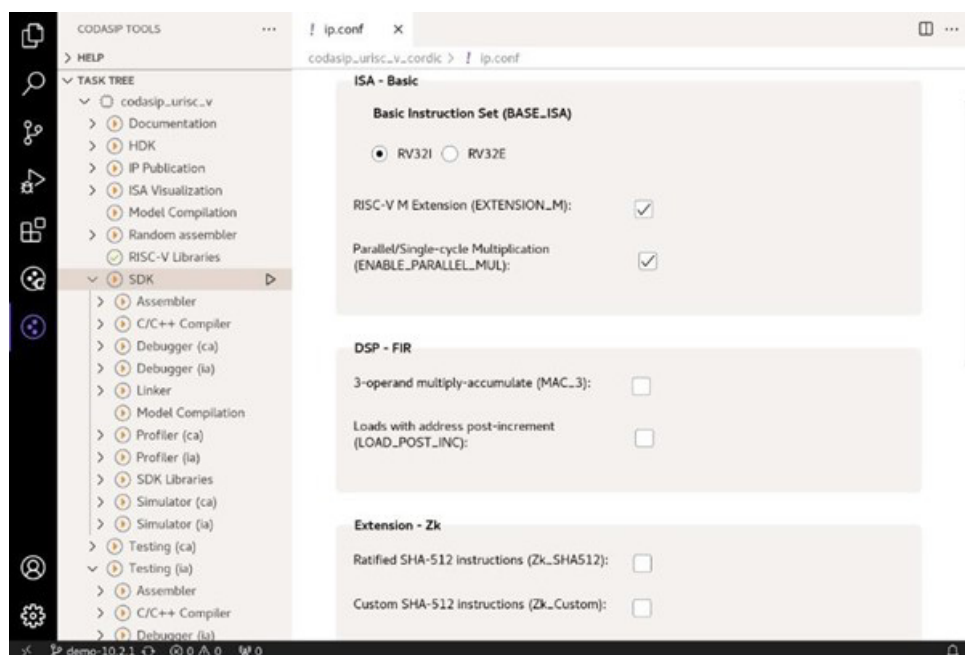 CODASIP TOOLS
HELP
TASK TREE
codasip_urisc_v
Documentation
HDK
IP Publication
ISA Visualization
Model Compilation
Random assembler
RISC-V Libraries
SDK
Assembler
C/C++ Compiler
Debugger (ca)
Debugger (ia)
Linker
Model Compilation
Profiler (ca)
Profiler (ia)
SDK Libraries
Simulator (ca)
Simulator (ia)
Testing (ca)
Testing (ia)
Assembler
C/C++ Compiler
Debugger (ia)
! ip.conf
codasip_urisc_v_cordic > ! ip.conf
ISA - Basic
Basic Instruction Set (BASE_ISA)
RV32I RV32E
RISC-V M Extension (EXTENSION_M):
Parallel/Single-cycle Multiplication
(ENABLE_PARALLEL_MUL):
DSP - FIR
3-operand multiply-accumulate (MAC_3):
Loads with address post-increment
(LOAD_POST_INC):
Extension - Zk
Ratified SHA-512 instructions (Zk_SHA512):
Custom SHA-512 instructions (Zk_Custom):
demo-10.2.1 0 0 0